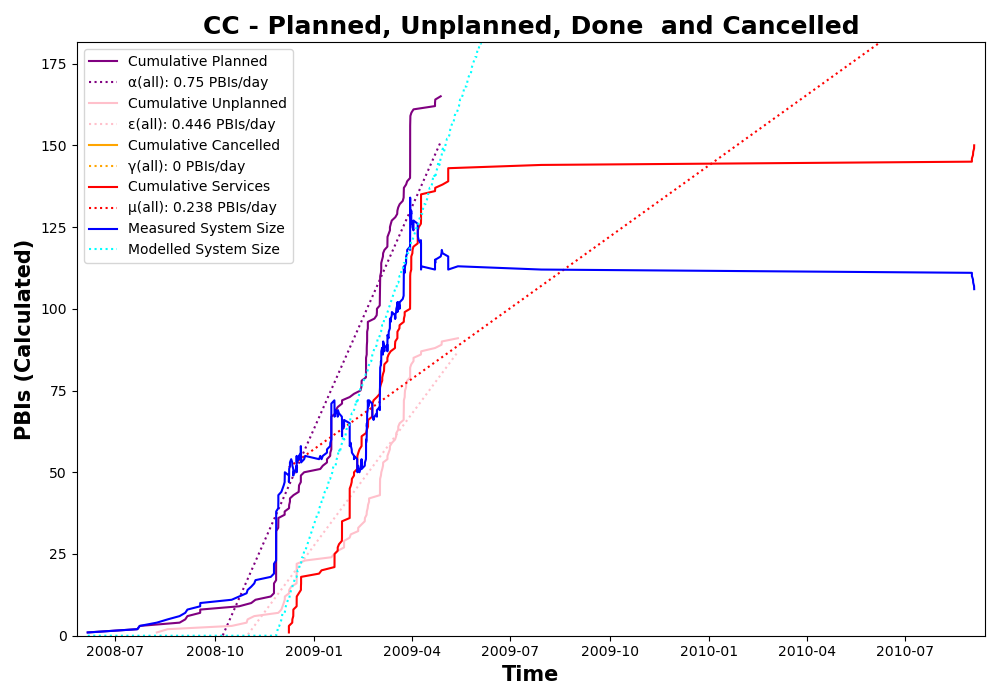 CC - Planned, Unplanned, Done  and Cancelled
PBIs (Calculated)
175
150
125
100
75
50
25
0
Cumulative Planned
α(all): 0.75 PBIs/day
Cumulative Unplanned
ε(all): 0.446 PBIs/day
Cumulative Cancelled
γ(all): 0 PBIs/day
Cumulative Services
μ(all): 0.238 PBIs/day
Measured System Size
Modelled System Size
2008-07 2008-10 2009-01 2009-04 2009-07 2009-10 2010-01 2010-04 2010-07
Time